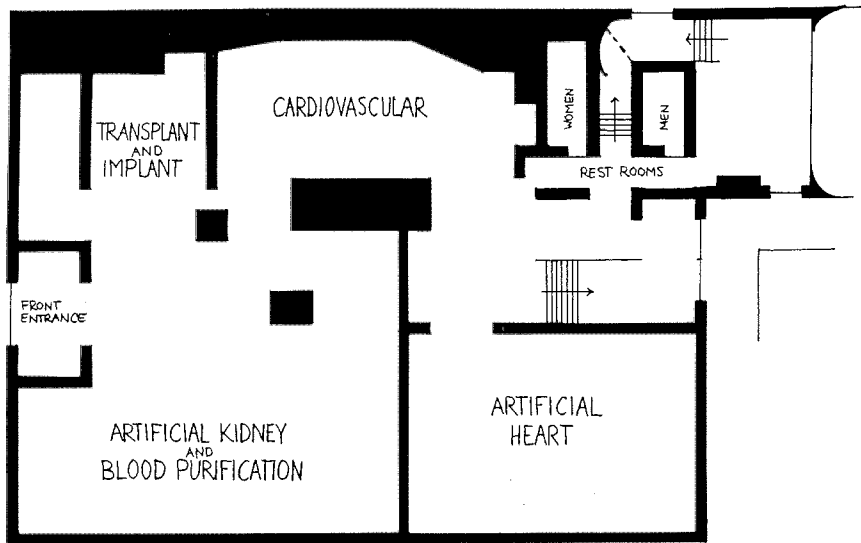 TRANSPLANT
AND
IMPLANT
CARDIOVASCULAR
WOMEN
MEN
REST ROOMS
FRONT
ENTRANCE
ARTIFICIAL KIDNEY
AND
BLOOD PURIFICATION
ARTIFICIAL
HEART